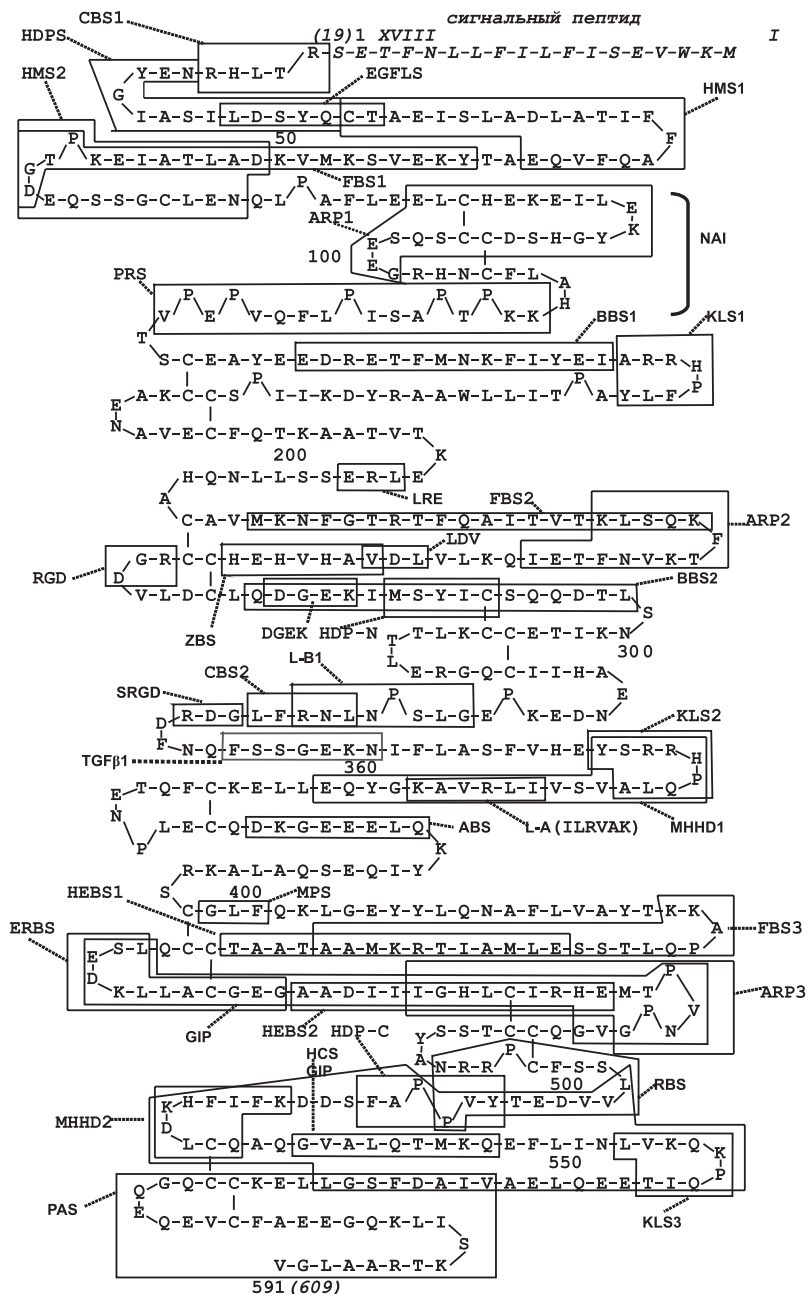 CBS1 (19)1 XVIII сигнальный пептид I
HDPS R-S-E-T-F-N-L-L-F-I-L-F-I-S-E-V-W-K-M
HMS2 Y-E-N-R-H-L-T EGFLS
G HMS1
I-A-S-I-L-D-S-Y-Q-C-T-A-E-I-S-L-A-D-L-A-T-I-F
50 F
P-K-E-I-A-T-L-A-D-K-V-M-K-S-V-E-K-Y-T-A-E-Q-V-F-Q-A
G T FBS1
D-E-Q-S-S-G-C-L-E-N-Q-L-P-A-F-L-E-E-L-C-H-E-K-E-I-L-E
ARP1 E-S-Q-S-C-C-D-S-H-G-Y-K NAI
100 E-G-R-H-N-C-F-L-A
PRS H
V-P-E-P-V-Q-F-L-P-I-S-A-P-T-P-K-K
T BBS1 KLS1
S-C-E-A-Y-E-E-D-R-E-T-F-M-N-K-F-I-Y-E-I-A-R-R-H
E-A-K-C-C-S-P-I-I-K-D-Y-R-A-A-W-L-L-I-T-P-A-Y-L-F-P
N-A-V-E-C-F-Q-T-K-A-A-T-V-T
200 K
H-Q-N-L-L-S-S-E-R-L-E
A LRE FBS2
C-A-V-M-K-N-F-G-T-R-T-F-Q-A-I-T-V-T-K-L-S-Q-K ARP2
LDV F
RGD G-R-C-C-H-E-H-V-H-A-V-D-L-V-L-K-Q-I-E-T-F-N-V-K-T
D BBS2
V-L-D-L-C-L-Q-D-G-E-K-I-M-S-Y-I-C-S-Q-Q-D-T-L
ZBS DGEK HDP-N T-L-K-C-C-E-T-I-K-N S
T 300
L-B1 L-E-R-G-Q-C-I-I-H-A
CBS2 E
SRGD R-D-G-L-F-R-N-L-N-P-S-L-G-E-P-K-E-D-N
D KLS2
F-N-Q-F-S-S-G-E-K-N-I-F-L-A-S-F-V-H-E-Y-S-R-R-H
TGFβ1 360 P
E-T-Q-F-C-K-E-L-L-E-Q-Y-G-K-A-V-R-L-I-V-S-V-A-L-Q
N-P-L-E-C-Q-D-K-G-E-E-E-L-Q ABS L-A(ILRVAK) MHHD1
K
R-K-A-L-A-Q-S-E-Q-I-Y
S 400 MPS
HEBS1 C-G-L-F-Q-K-L-G-E-Y-Y-L-Q-N-A-F-L-V-A-Y-T-K-K
ERBS A FBS3
E-S-L-Q-C-C-T-A-A-T-A-A-M-K-R-T-I-A-M-L-E-S-S-T-L-Q-P
D-K-L-L-A-C-G-E-G-A-A-D-I-I-I-G-H-L-C-I-R-H-E-M-T-P
V ARP3
GIP HEBS2 HDP-C Y-S-S-T-C-C-Q-G-V-G-P-N
HCS A-N-R-R-P-C-F-S-S-L
GIP 500 RBS
MHHD2 K-H-F-I-F-K-D-D-S-F-A-P-P-V-Y-T-E-D-V-V
D-L-C-Q-A-Q-G-V-A-L-Q-T-M-K-Q-E-F-L-I-N-L-V-K-Q-K
550 P
PAS Q-G-Q-C-C-K-E-L-L-G-S-F-D-A-I-V-A-E-L-Q-E-E-T-I-Q
E-Q-E-V-C-F-A-E-E-G-Q-K-L-I KLS3
S
V-G-L-A-A-R-T-K
591 (609)